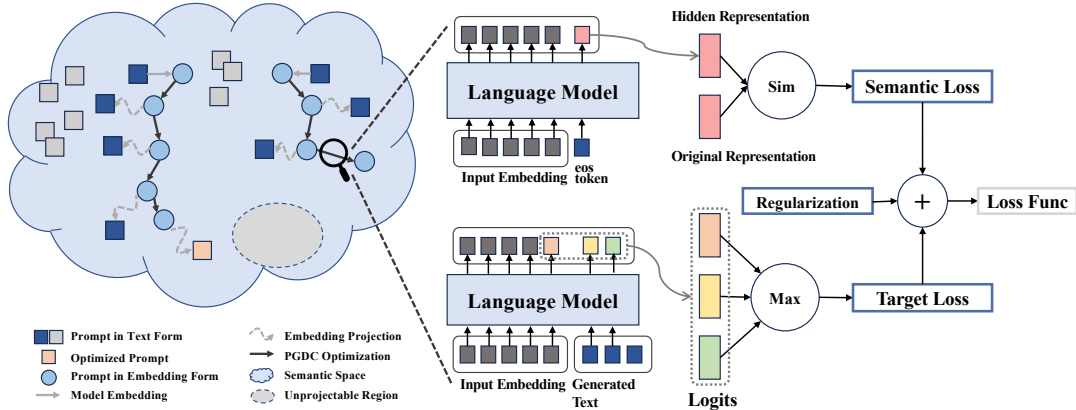 Hidden Representation
Language Model
Sim
Semantic Loss
Original Representation
Input Embedding
eos
token
Regularization
+
Loss Func
Language Model
Max
Target Loss
Input Embedding
Generated
Text
Logits
Prompt in Text Form
Optimized Prompt
Prompt in Embedding Form
Model Embedding
Embedding Projection
PGDC Optimization
Semantic Space
Unprojectable Region